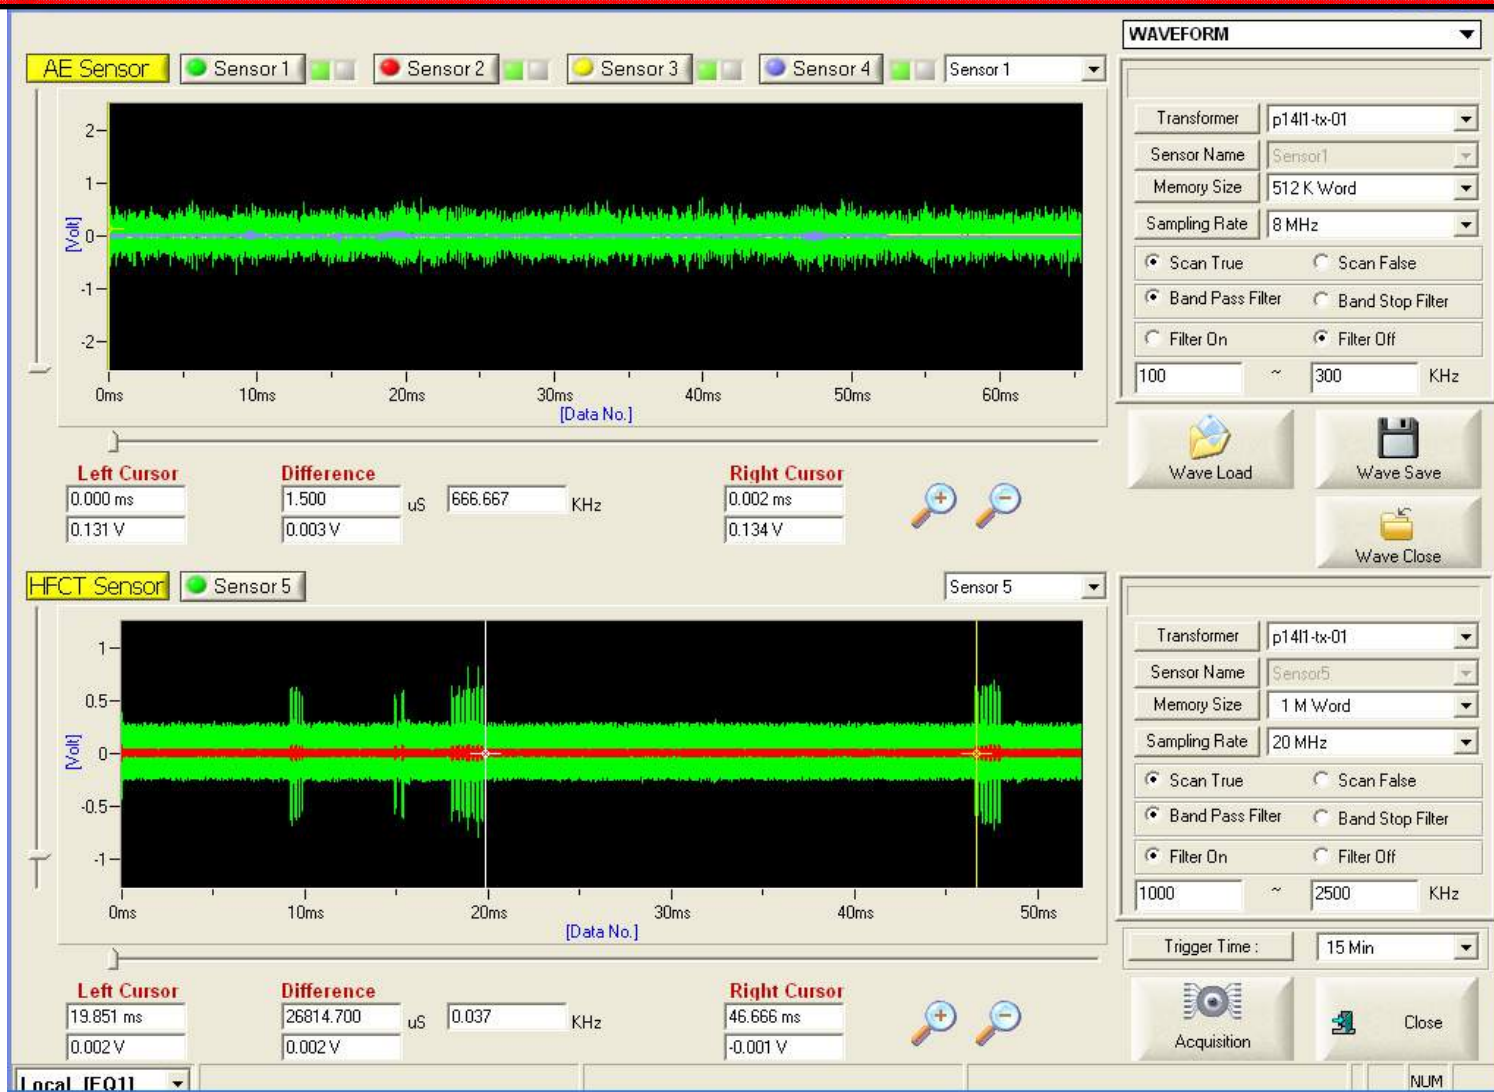 WAVEFORM
AE Sensor Sensor 1 Sensor 2 Sensor 3 Sensor 4 Sensor 1
2
1
0
-1
-2
[Volt]
0ms 10ms 20ms 30ms 40ms 50ms 60ms
[Data No.]
Transformer p14l1-tx-01
Sensor Name Sensor1
Memory Size 512 K Word
Sampling Rate 8 MHz
Scan True Scan False
Band Pass Filter Band Stop Filter
Filter On Filter Off
100 ~ 300 KHz
Wave Load Wave Save
Wave Close
Left Cursor Difference Right Cursor
0.000 ms 1.500 uS 666.667 KHz 0.002 ms
0.131 V 0.003 V 0.134 V
HFCT Sensor Sensor 5 Sensor 5
1
0.5
0
-0.5
-1
[Volt]
0ms 10ms 20ms 30ms 40ms 50ms
[Data No.]
Transformer p14l1-tx-01
Sensor Name Sensor5
Memory Size 1 M Word
Sampling Rate 20 MHz
Scan True Scan False
Band Pass Filter Band Stop Filter
Filter On Filter Off
1000 ~ 2500 KHz
Trigger Time : 15 Min
Acquisition Close
Left Cursor Difference Right Cursor
19.851 ms 26814.700 uS 0.037 KHz 46.666 ms
0.002 V 0.002 V -0.001 V
Local [EQ1] NUM